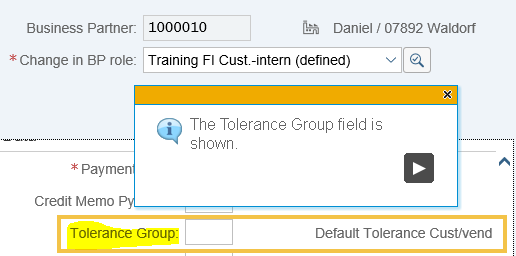 Business Partner: 1000010 Daniel / 07892 Waldorf
*Change in BP role: Training FI Cust.-intern (defined)
The Tolerance Group field is
shown.
*Payment
Credit Memo Py
Tolerance Group: Default Tolerance Cust/vend